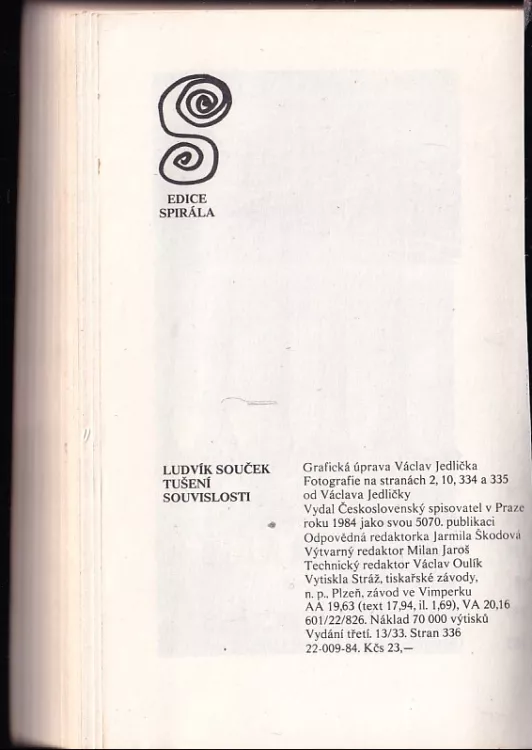 EDICE
SPIRÁLA
LUDVÍK SOUČEK
TUŠENÍ
SOUVISLOSTI
Grafická úprava Václav Jedlička
Fotografie na stranách 2, 10, 334 a 335
od Václava Jedličky
Vydal Československý spisovatel v Praze
roku 1984 jako svou 5070. publikaci
Odpovědná redaktorka Jarmila Škodová
Výtvarný redaktor Milan Jaroš
Technický redaktor Václav Oulík
Vytiskla Stráž, tiskařské závody,
n. p., Plzeň, závod ve Vimperku
AA 19,63 (text 17,94, il. 1,69), VA 20,16
601/22/826. Náklad 70 000 výtisků
Vydání třetí. 13/33. Stran 336
22-009-84. Kčs 23,—